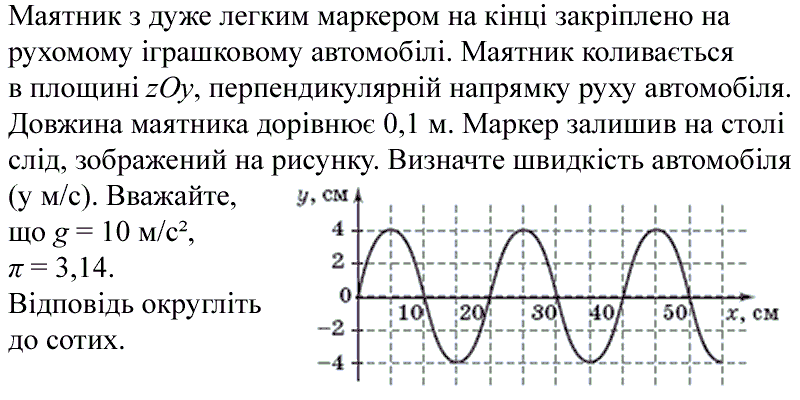 Маятник з дуже легким маркером на кінці закріплено на
рухомому іграшковому автомобілі. Маятник коливається
в площині zOy, перпендикулярній напрямку руху автомобіля.
Довжина маятника дорівнює 0,1 м. Маркер залишив на столі
слід, зображений на рисунку. Визначте швидкість автомобіля
(у м/с). Вважайте,
що g = 10 м/с²,
π = 3,14.
Відповідь округліть
до сотих.
y, см
4
2
0
10 20 30 40 50 x, см
−2
−4